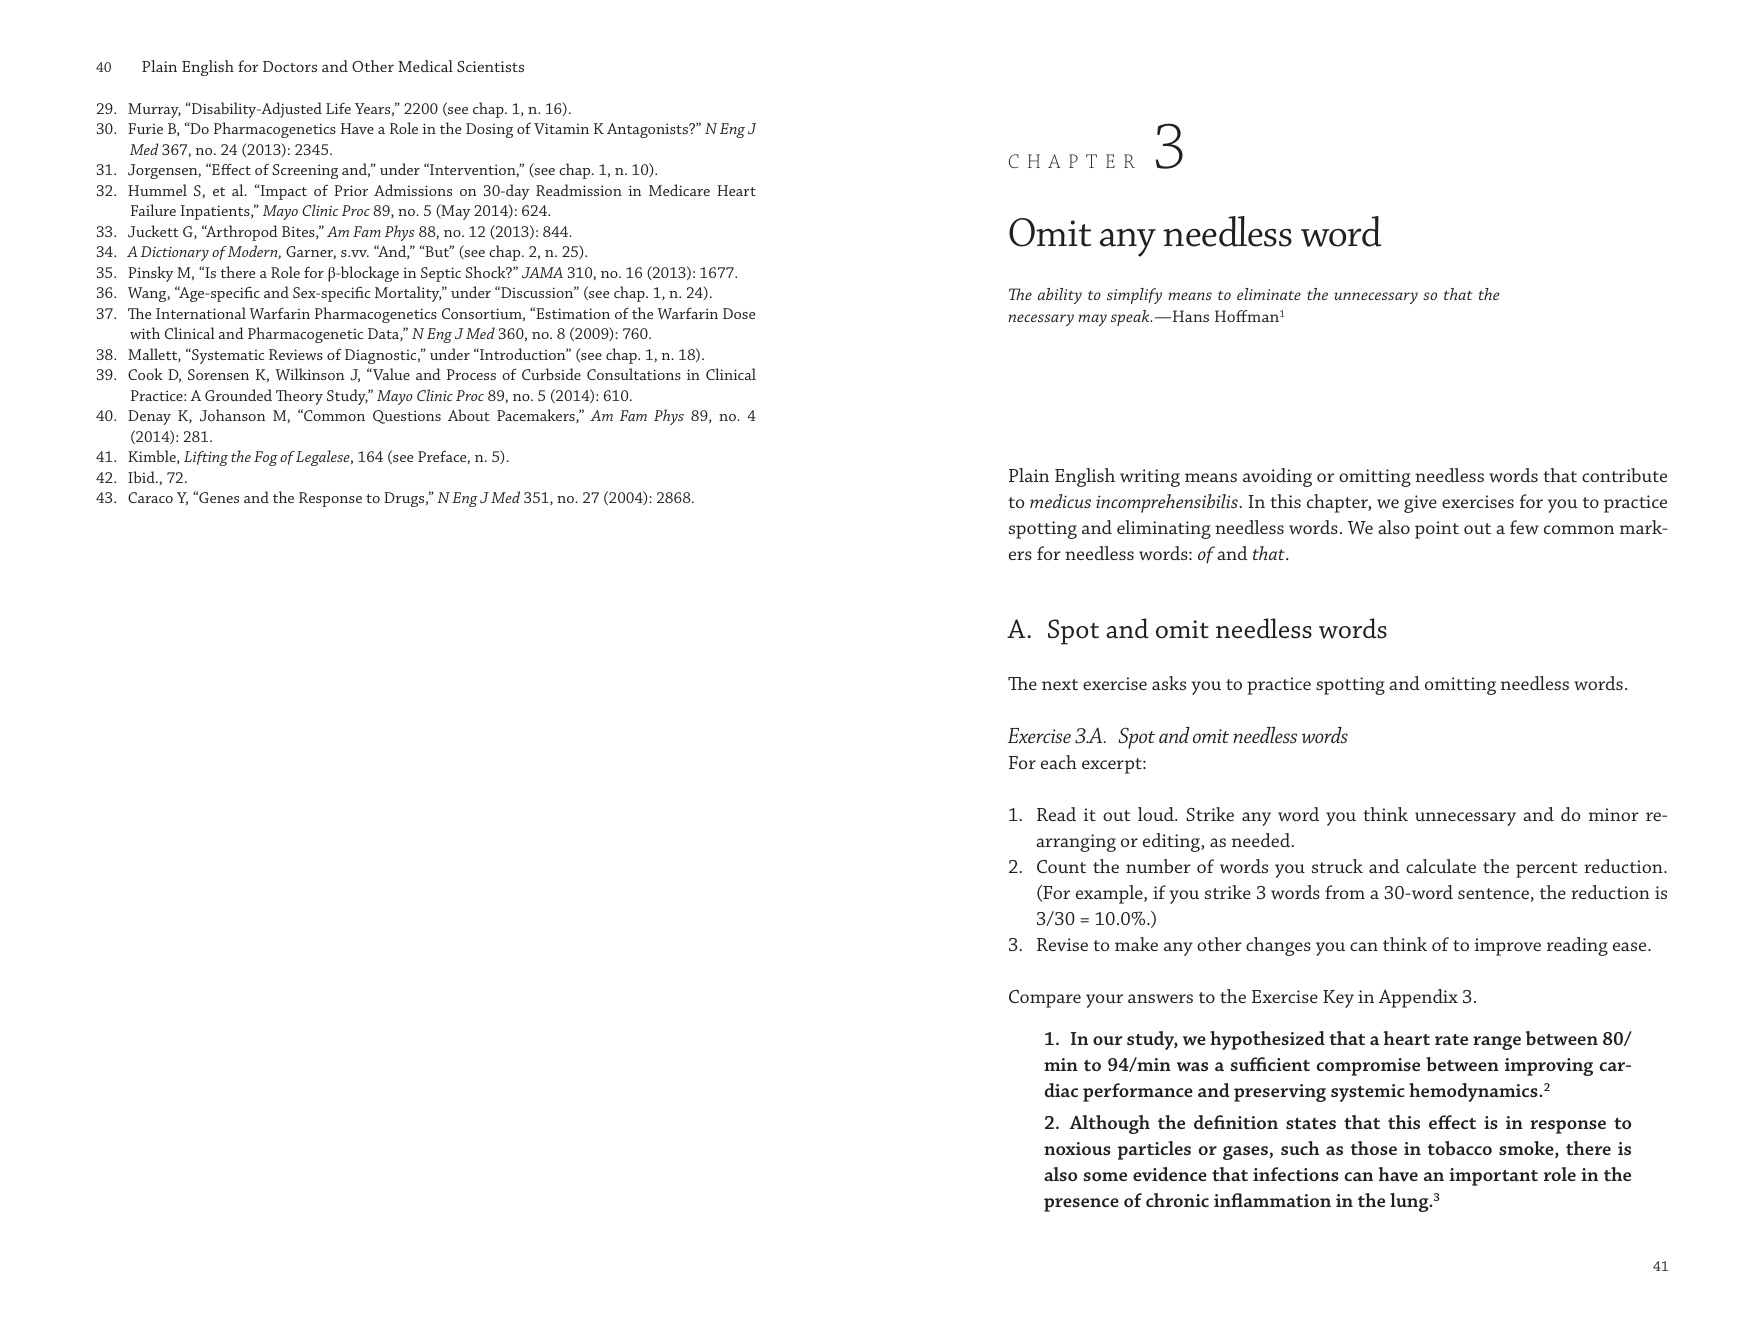 40 Plain English for Doctors and Other Medical Scientists
29. Murray, “Disability-Adjusted Life Years,” 2200 (see chap. 1, n. 16).
30. Furie B, “Do Pharmacogenetics Have a Role in the Dosing of Vitamin K Antagonists?” N Eng J
Med 367, no. 24 (2013): 2345.
31. Jorgensen, “Effect of Screening and,” under “Intervention,” (see chap. 1, n. 10).
32. Hummel S, et al. “Impact of Prior Admissions on 30-day Readmission in Medicare Heart
Failure Inpatients,” Mayo Clinic Proc 89, no. 5 (May 2014): 624.
33. Juckett G, “Arthropod Bites,” Am Fam Phys 88, no. 12 (2013): 844.
34. A Dictionary of Modern, Garner, s.vv. “And,” “But” (see chap. 2, n. 25).
35. Pinsky M, “Is there a Role for β-blockage in Septic Shock?” JAMA 310, no. 16 (2013): 1677.
36. Wang, “Age-specific and Sex-specific Mortality,” under “Discussion” (see chap. 1, n. 24).
37. The International Warfarin Pharmacogenetics Consortium, “Estimation of the Warfarin Dose
with Clinical and Pharmacogenetic Data,” N Eng J Med 360, no. 8 (2009): 760.
38. Mallett, “Systematic Reviews of Diagnostic,” under “Introduction” (see chap. 1, n. 18).
39. Cook D, Sorensen K, Wilkinson J, “Value and Process of Curbside Consultations in Clinical
Practice: A Grounded Theory Study,” Mayo Clinic Proc 89, no. 5 (2014): 610.
40. Denay K, Johanson M, “Common Questions About Pacemakers,” Am Fam Phys 89, no. 4
(2014): 281.
41. Kimble, Lifting the Fog of Legalese, 164 (see Preface, n. 5).
42. Ibid., 72.
43. Caraco Y, “Genes and the Response to Drugs,” N Eng J Med 351, no. 27 (2004): 2868.
CHAPTER 3
Omit any needless word
The ability to simplify means to eliminate the unnecessary so that the
necessary may speak.—Hans Hoffman¹
Plain English writing means avoiding or omitting needless words that contribute
to medicus incomprehensibilis. In this chapter, we give exercises for you to practice
spotting and eliminating needless words. We also point out a few common mark-
ers for needless words: of and that.
A. Spot and omit needless words
The next exercise asks you to practice spotting and omitting needless words.
Exercise 3.A. Spot and omit needless words
For each excerpt:
1. Read it out loud. Strike any word you think unnecessary and do minor re-
arranging or editing, as needed.
2. Count the number of words you struck and calculate the percent reduction.
(For example, if you strike 3 words from a 30-word sentence, the reduction is
3/30 = 10.0%.)
3. Revise to make any other changes you can think of to improve reading ease.
Compare your answers to the Exercise Key in Appendix 3.
1. In our study, we hypothesized that a heart rate range between 80/
min to 94/min was a sufficient compromise between improving car-
diac performance and preserving systemic hemodynamics.²
2. Although the definition states that this effect is in response to
noxious particles or gases, such as those in tobacco smoke, there is
also some evidence that infections can have an important role in the
presence of chronic inflammation in the lung.³
41